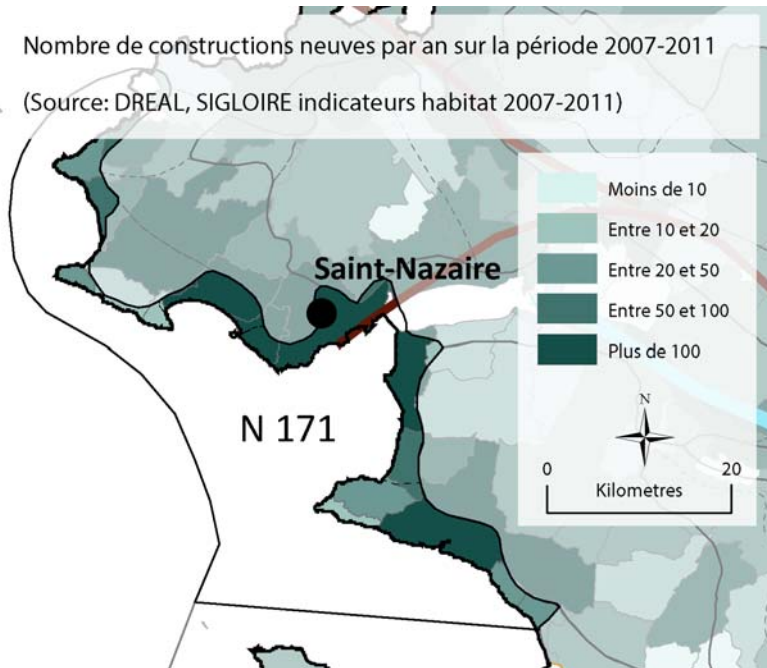 Nombre de constructions neuves par an sur la période 2007-2011
(Source: DREAL, SIGLOIRE indicateurs habitat 2007-2011)
Moins de 10
Entre 10 et 20
Saint-Nazaire
Entre 20 et 50
Entre 50 et 100
Plus de 100
N 171
N
0 20
Kilometres